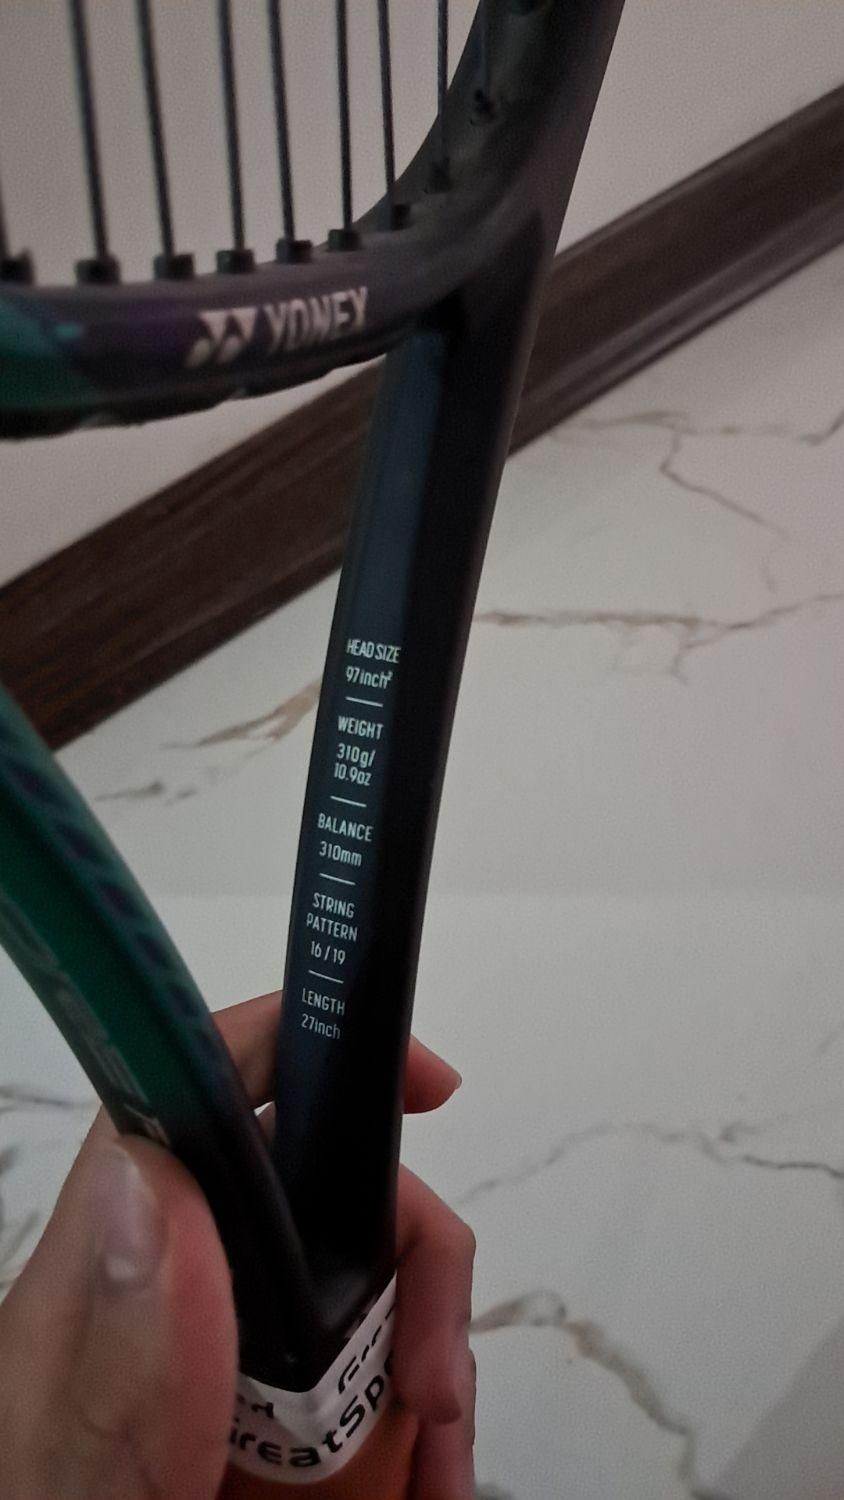 YONEX
HEAD SIZE
97inch²
WEIGHT
310g/
10.9oz
BALANCE
310mm
STRING
PATTERN
16/19
LENGTH
27inch